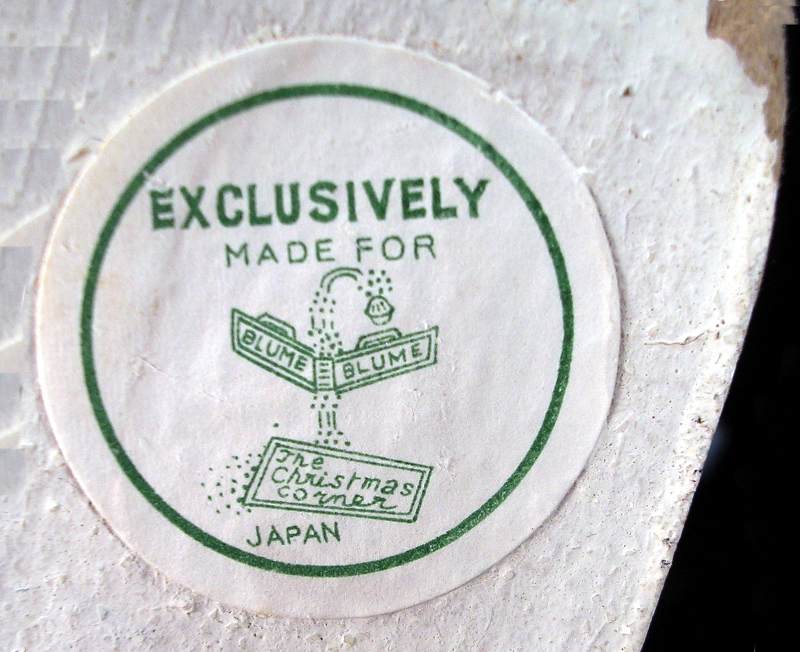 EXCLUSIVELY
MADE FOR
BLUME BLUME
The
Christmas
corner
JAPAN